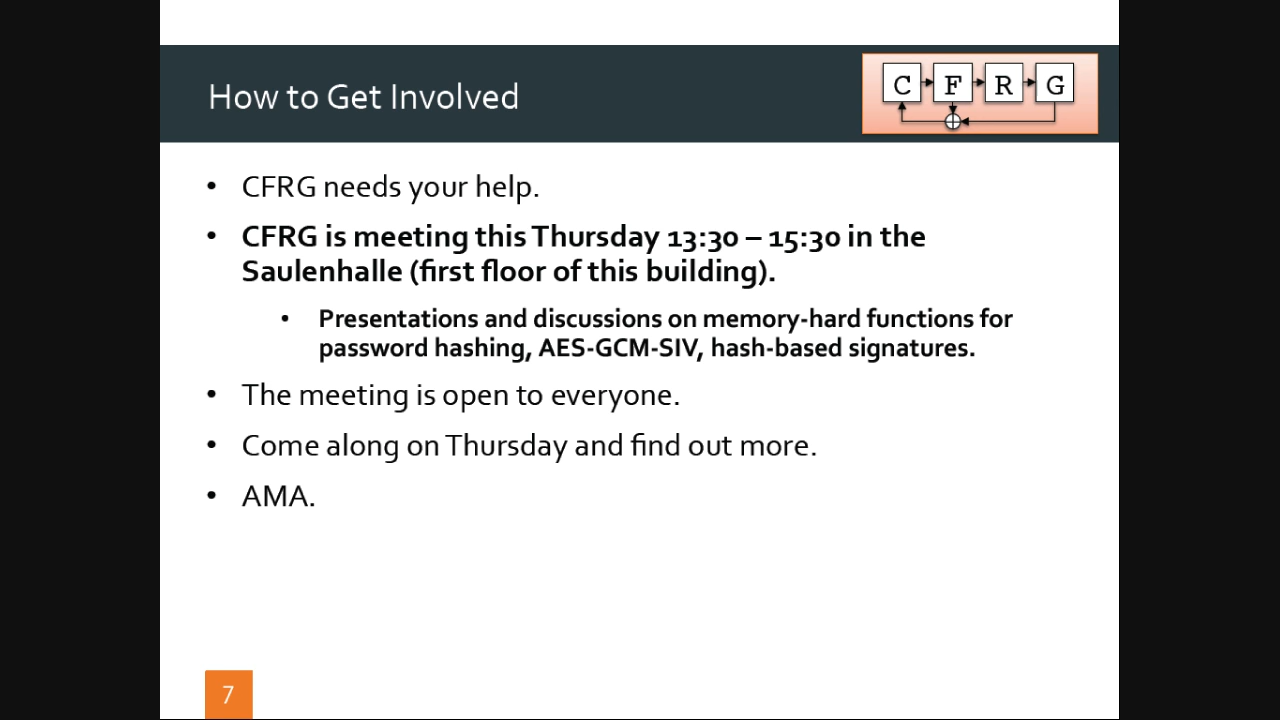 How to Get Involved
C F R G
• CFRG needs your help.
• CFRG is meeting this Thursday 13:30 – 15:30 in the
Saulenhalle (first floor of this building).
• Presentations and discussions on memory-hard functions for
password hashing, AES-GCM-SIV, hash-based signatures.
• The meeting is open to everyone.
• Come along on Thursday and find out more.
• AMA.
7